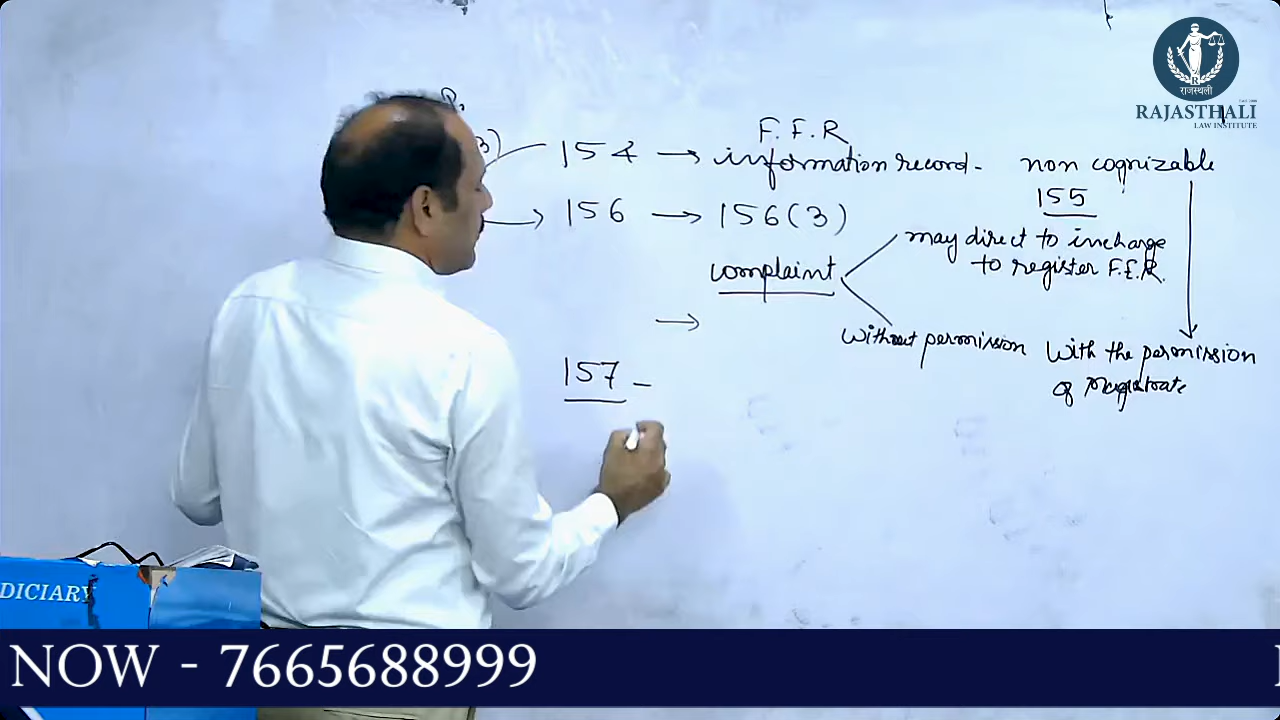 राजस्थली
RAJASTHALI
LAW INSTITUTE
F.F.R
154 → information record - non cognizable
155
156 → 156(3)
may direct to incharge
to register F.F.R.
complaint
→
without permission
With the permission
of Magistrate
157 -
DICIARY
NOW - 7665688999